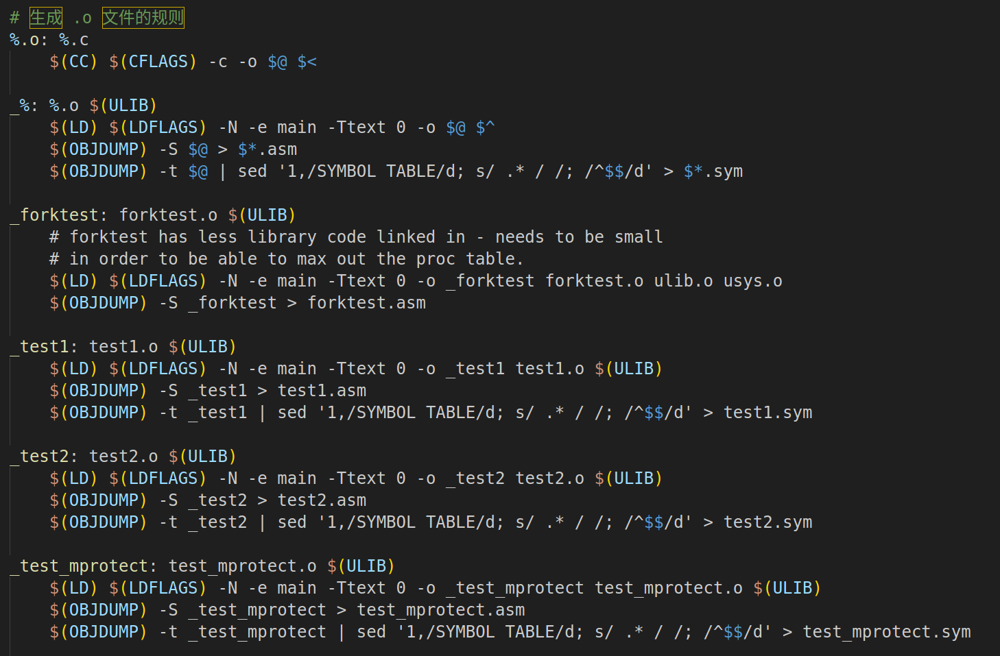 # 生成 .o 文件的规则
%.o: %.c
$(CC) $(CFLAGS) -c -o $@ $<
_%: %.o $(ULIB)
$(LD) $(LDFLAGS) -N -e main -Ttext 0 -o $@ $^
$(OBJDUMP) -S $@ > $*.asm
$(OBJDUMP) -t $@ | sed '1,/SYMBOL TABLE/d; s/ .* / /; /^$$/d' > $*.sym
_forktest: forktest.o $(ULIB)
# forktest has less library code linked in - needs to be small
# in order to be able to max out the proc table.
$(LD) $(LDFLAGS) -N -e main -Ttext 0 -o _forktest forktest.o ulib.o usys.o
$(OBJDUMP) -S _forktest > forktest.asm
_test1: test1.o $(ULIB)
$(LD) $(LDFLAGS) -N -e main -Ttext 0 -o _test1 test1.o $(ULIB)
$(OBJDUMP) -S _test1 > test1.asm
$(OBJDUMP) -t _test1 | sed '1,/SYMBOL TABLE/d; s/ .* / /; /^$$/d' > test1.sym
_test2: test2.o $(ULIB)
$(LD) $(LDFLAGS) -N -e main -Ttext 0 -o _test2 test2.o $(ULIB)
$(OBJDUMP) -S _test2 > test2.asm
$(OBJDUMP) -t _test2 | sed '1,/SYMBOL TABLE/d; s/ .* / /; /^$$/d' > test2.sym
_test_mprotect: test_mprotect.o $(ULIB)
$(LD) $(LDFLAGS) -N -e main -Ttext 0 -o _test_mprotect test_mprotect.o $(ULIB)
$(OBJDUMP) -S _test_mprotect > test_mprotect.asm
$(OBJDUMP) -t _test_mprotect | sed '1,/SYMBOL TABLE/d; s/ .* / /; /^$$/d' > test_mprotect.sym